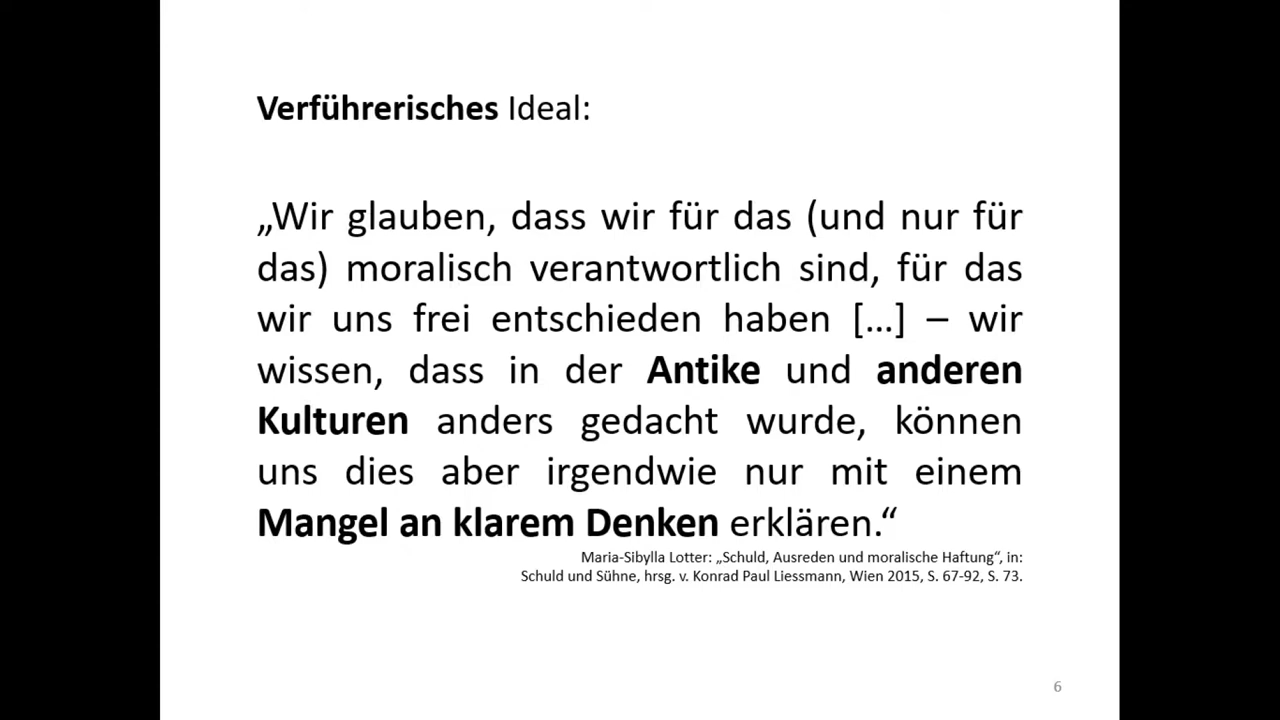 Verführerisches Ideal:
„Wir glauben, dass wir für das (und nur für
das) moralisch verantwortlich sind, für das
wir uns frei entschieden haben […] – wir
wissen, dass in der Antike und anderen
Kulturen anders gedacht wurde, können
uns dies aber irgendwie nur mit einem
Mangel an klarem Denken erklären.“
Maria-Sibylla Lotter: „Schuld, Ausreden und moralische Haftung“, in:
Schuld und Sühne, hrsg. v. Konrad Paul Liessmann, Wien 2015, S. 67-92, S. 73.
6